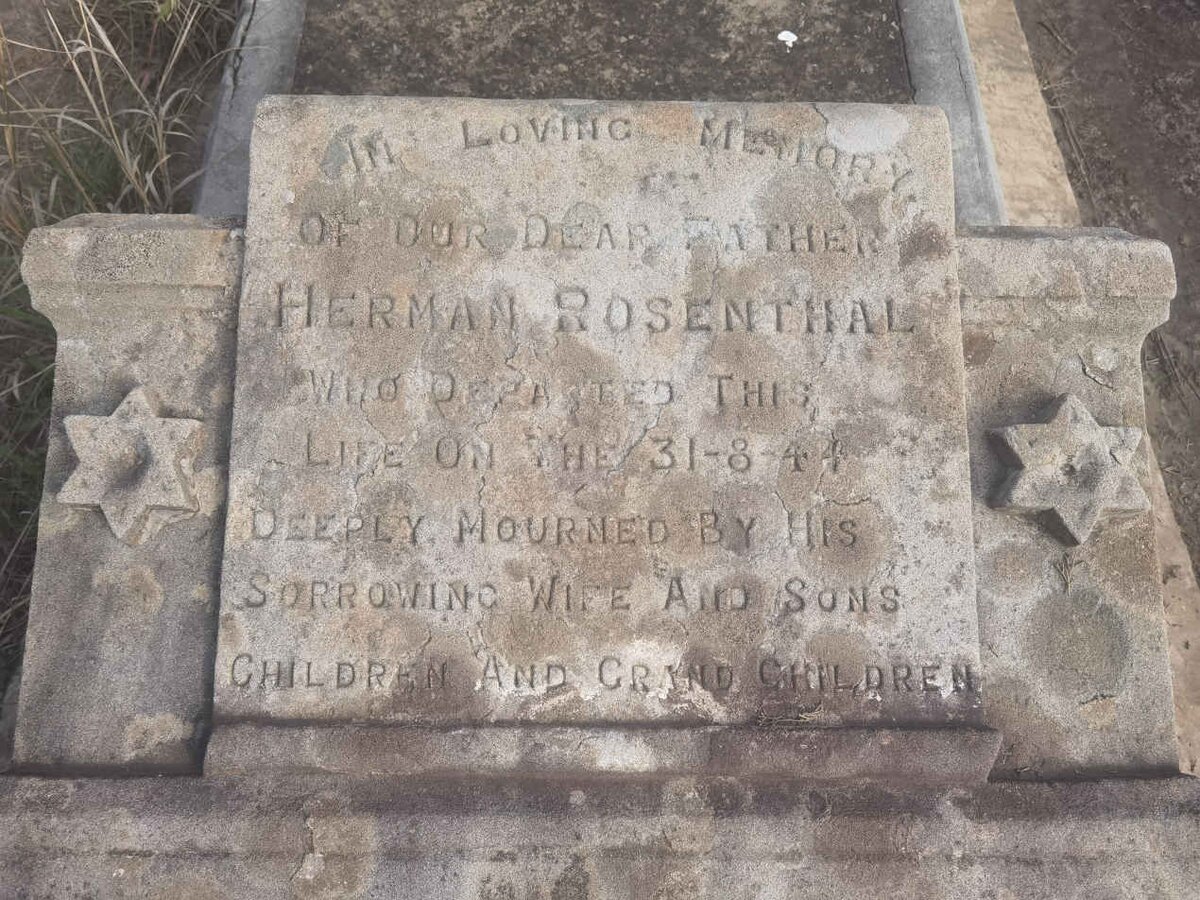 In Loving Memory
Of Our Dear Father
Herman Rosenthal
Who Departed This
Life On The 31-8-44
Deeply Mourned By His
Sorrowing Wife And Sons
Children And Grand Children